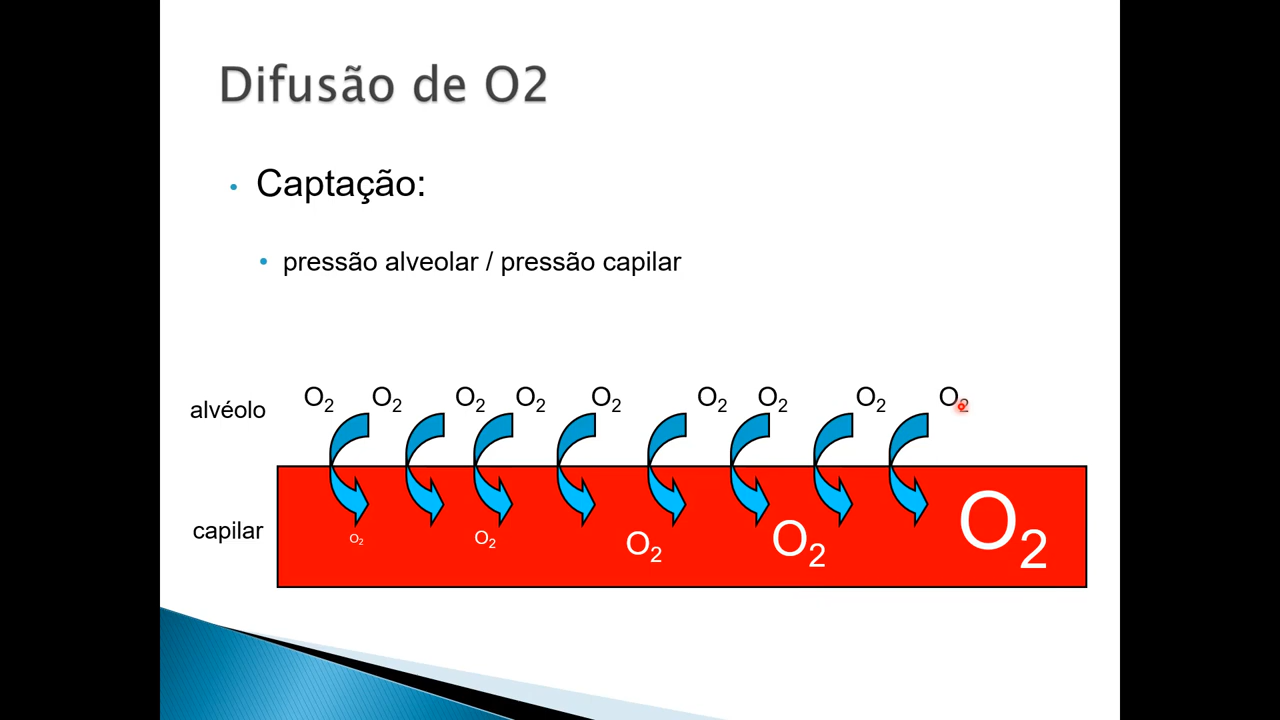 Difusão de O2
• Captação:
• pressão alveolar / pressão capilar
alvéolo O₂ O₂ O₂ O₂ O₂ O₂ O₂ O₂ O₂
capilar O₂ O₂ O₂ O₂ O₂